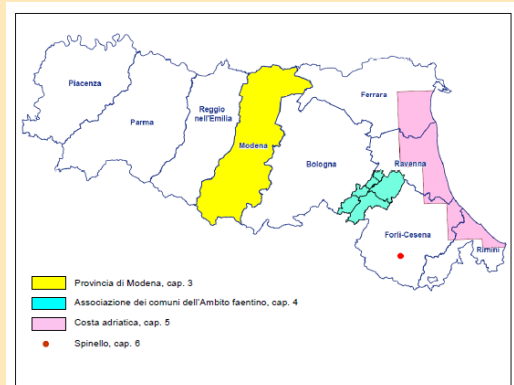 Piacenza
Parma
Reggio
nell'Emilia
Modena
Ferrara
Bologna
Ravenna
Forlì-Cesena
Rimini
Provincia di Modena, cap. 3
Associazione dei comuni dell'Ambito faentino, cap. 4
Costa adriatica, cap. 5
Spinello, cap. 6